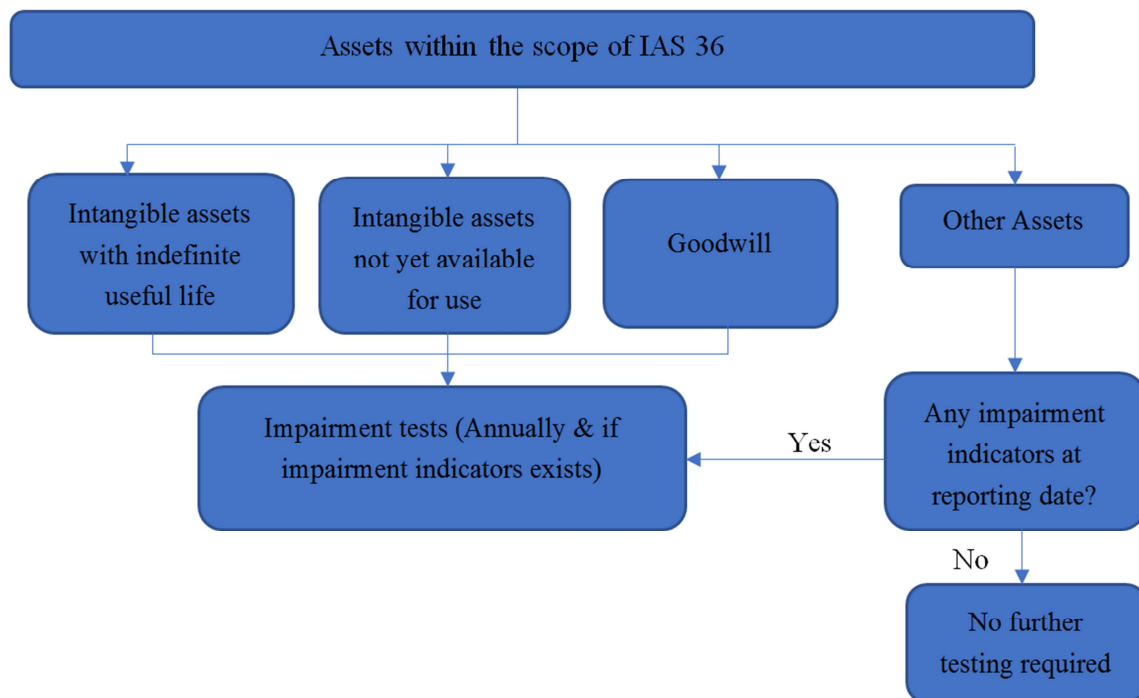 Assets within the scope of IAS 36
Intangible assets
with indefinite
useful life
Intangible assets
not yet available
for use
Goodwill
Other Assets
Impairment tests (Annually & if
impairment indicators exists)
Yes
Any impairment
indicators at
reporting date?
No
No further
testing required